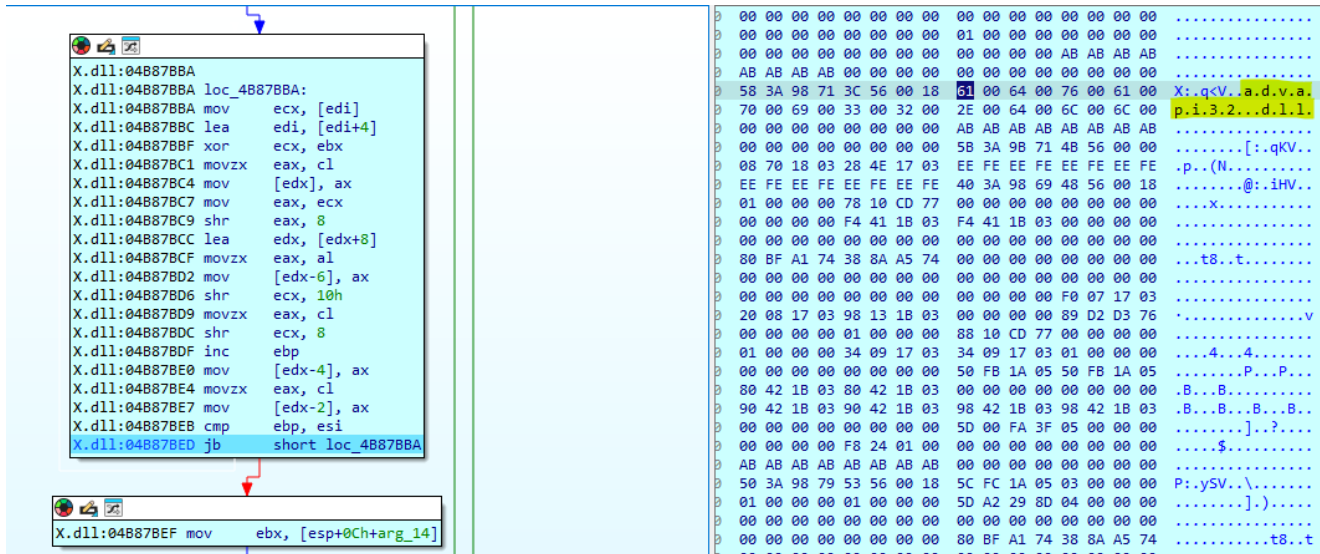 X.dll:04B87BBA
X.dll:04B87BBA loc_4B87BBA:
X.dll:04B87BBA mov ecx, [edi]
X.dll:04B87BBC lea edi, [edi+4]
X.dll:04B87BBF xor ecx, ebx
X.dll:04B87BC1 movzx eax, cl
X.dll:04B87BC4 mov [edx], ax
X.dll:04B87BC7 mov eax, ecx
X.dll:04B87BC9 shr eax, 8
X.dll:04B87BCC lea edx, [edx+8]
X.dll:04B87BCF movzx eax, al
X.dll:04B87BD2 mov [edx-6], ax
X.dll:04B87BD6 shr ecx, 10h
X.dll:04B87BD9 movzx eax, cl
X.dll:04B87BDC shr ecx, 8
X.dll:04B87BDF inc ebp
X.dll:04B87BE0 mov [edx-4], ax
X.dll:04B87BE4 movzx eax, cl
X.dll:04B87BE7 mov [edx-2], ax
X.dll:04B87BEB cmp ebp, esi
X.dll:04B87BED jb short loc_4B87BBA
X.dll:04B87BEF mov ebx, [esp+0Ch+arg_14]
00 00 00 00 00 00 00 00 00 00 00 00 00 00 00 00 ................
00 00 00 00 00 00 00 00 01 00 00 00 00 00 00 00 ................
00 00 00 00 00 00 00 00 00 00 00 00 AB AB AB AB ................
AB AB AB AB 00 00 00 00 00 00 00 00 00 00 00 00 ................
58 3A 98 71 3C 56 00 18 61 00 64 00 76 00 61 00 X:.q<V..a.d.v.a.
70 00 69 00 33 00 32 00 2E 00 64 00 6C 00 6C 00 p.i.3.2...d.l.l.
00 00 00 00 00 00 00 00 AB AB AB AB AB AB AB AB ................
00 00 00 00 00 00 00 00 5B 3A 9B 71 4B 56 00 00 ........[:.qKV..
08 70 18 03 28 4E 17 03 EE FE EE FE EE FE EE FE .p..(N..........
EE FE EE FE EE FE EE FE 40 3A 98 69 48 56 00 18 ........@:.iHV..
01 00 00 00 78 10 CD 77 00 00 00 00 00 00 00 00 ....x...........
00 00 00 00 F4 41 1B 03 F4 41 1B 03 00 00 00 00 ................
00 00 00 00 00 00 00 00 00 00 00 00 00 00 00 00 ................
80 BF A1 74 38 8A A5 74 00 00 00 00 00 00 00 00 ...t8..t........
00 00 00 00 00 00 00 00 00 00 00 00 00 00 00 00 ................
00 00 00 00 00 00 00 00 00 00 00 00 F0 07 17 03 ................
20 08 17 03 98 13 1B 03 00 00 00 00 89 D2 D3 76 ...............v
00 00 00 00 01 00 00 00 88 10 CD 77 00 00 00 00 ................
01 00 00 00 34 09 17 03 34 09 17 03 01 00 00 00 ....4...4.......
00 00 00 00 00 00 00 00 50 FB 1A 05 50 FB 1A 05 ........P...P...
80 42 1B 03 80 42 1B 03 00 00 00 00 00 00 00 00 .B...B..........
90 42 1B 03 90 42 1B 03 98 42 1B 03 98 42 1B 03 .B...B...B...B..
00 00 00 00 00 00 00 00 5D 00 FA 3F 05 00 00 00 ........]..?....
00 00 00 00 F8 24 01 00 00 00 00 00 00 00 00 00 .....$..........
AB AB AB AB AB AB AB AB 00 00 00 00 00 00 00 00 ................
50 3A 98 79 53 56 00 18 5C FC 1A 05 03 00 00 00 P:.ySV..\.......
01 00 00 00 01 00 00 00 5D A2 29 8D 04 00 00 00 ........].).....
00 00 00 00 00 00 00 00 00 00 00 00 00 00 00 00 ................
00 00 00 00 00 00 00 00 80 BF A1 74 38 8A A5 74 ...........t8..t